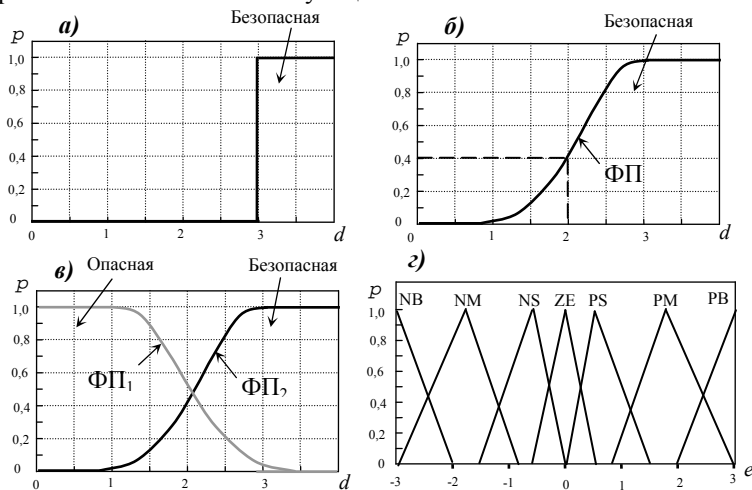 а)
Безопасная
p
1,0
0,8
0,6
0,4
0,2
0
0 1 2 3 d
б)
Безопасная
p
1,0
0,8
0,6
0,4
0,2
0
ФП
0 1 2 3 d
в)
Опасная
Безопасная
p
1,0
0,8
0,6
0,4
0,2
0
ФП1
ФП2
0 1 2 3 d
г)
p
NB NM NS ZE PS PM PB
1,0
0,8
0,6
0,4
0,2
0
-3 -2 -1 0 1 2 3 e